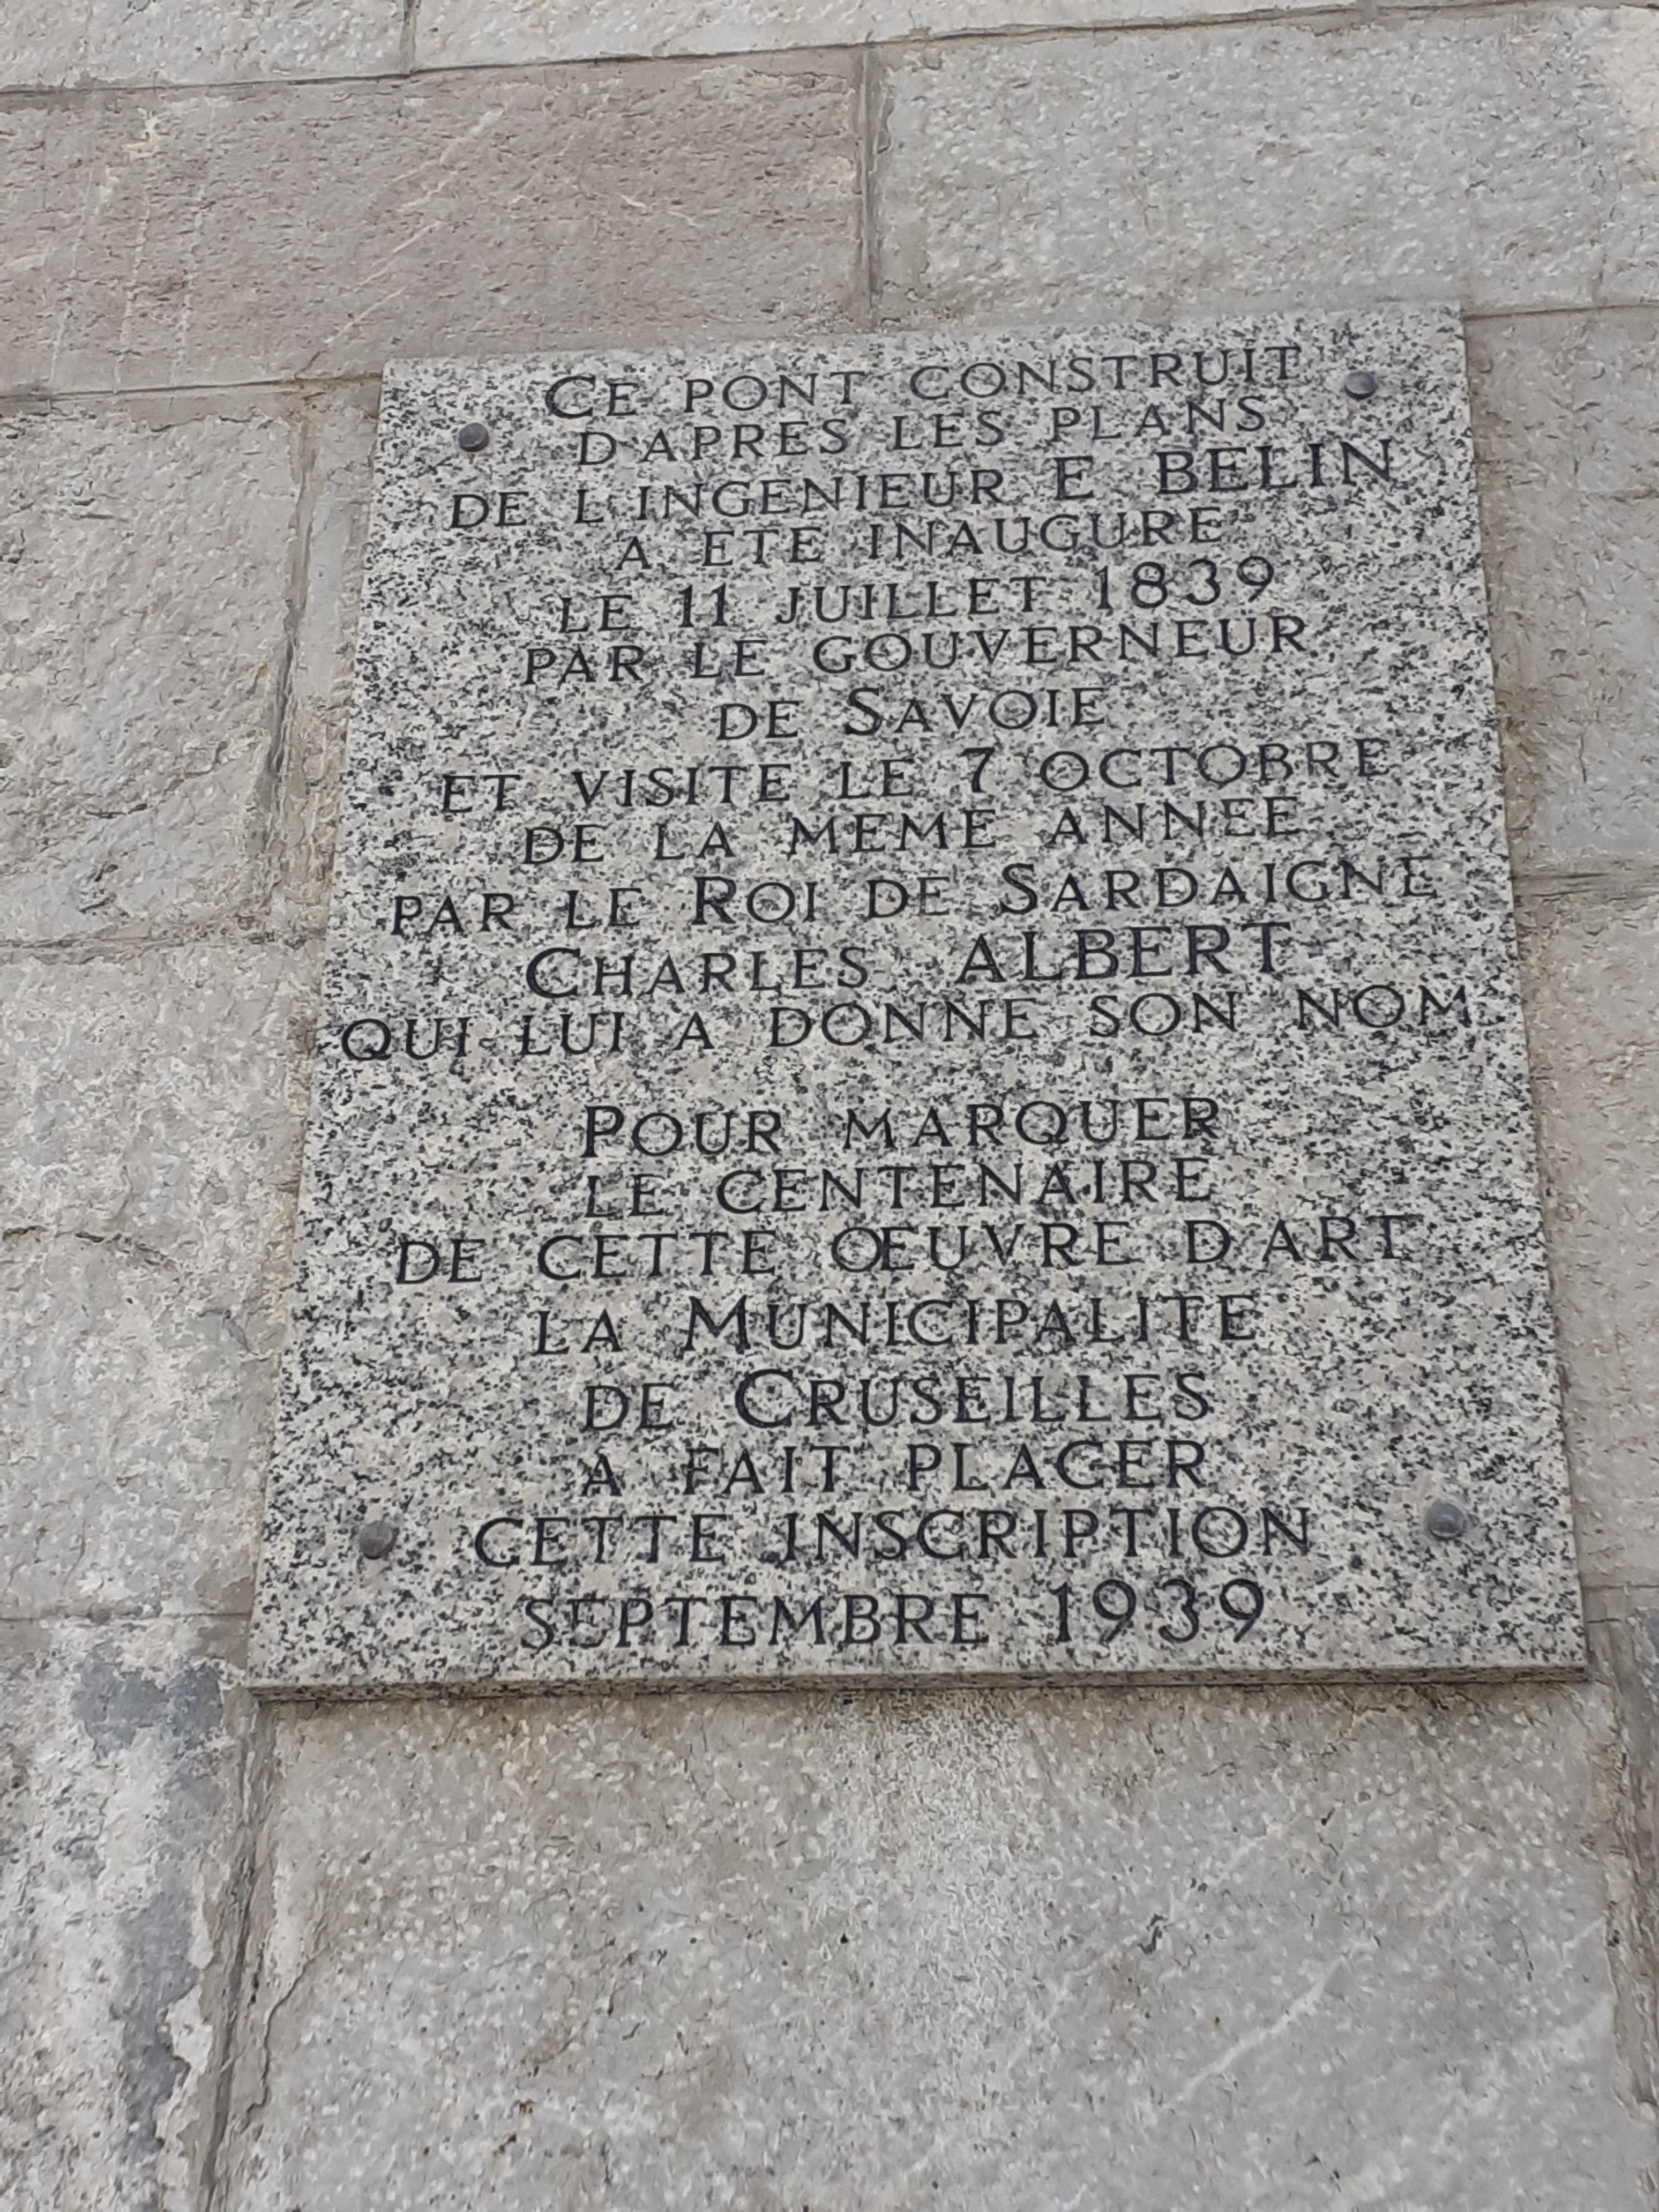 CE PONT CONSTRUIT
D'APRES LES PLANS
DE L'INGENIEUR E BELIN
A ETE INAUGURE
LE 11 JUILLET 1839
PAR LE GOUVERNEUR
DE SAVOIE
ET VISITE LE 7 OCTOBRE
DE LA MEME ANNEE
PAR LE ROI DE SARDAIGNE
CHARLES ALBERT
QUI LUI A DONNE SON NOM
POUR MARQUER
LE CENTENAIRE
DE CETTE ŒUVRE D'ART
LA MUNICIPALITE
DE CRUSEILLES
A FAIT PLACER
CETTE INSCRIPTION
SEPTEMBRE 1939